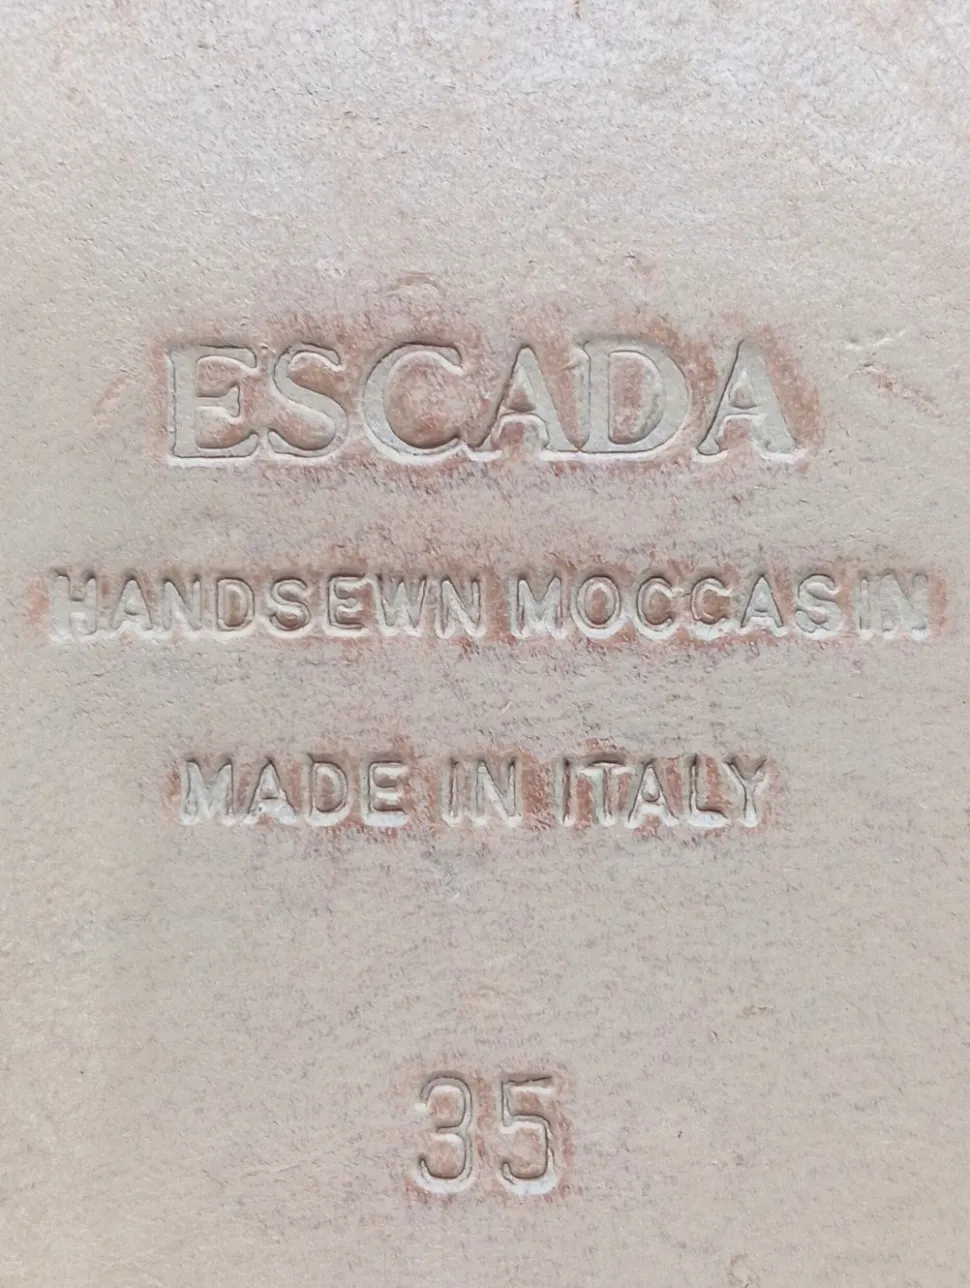 ESCADA
HANDSEWN MOCCASIN
MADE IN ITALY
35